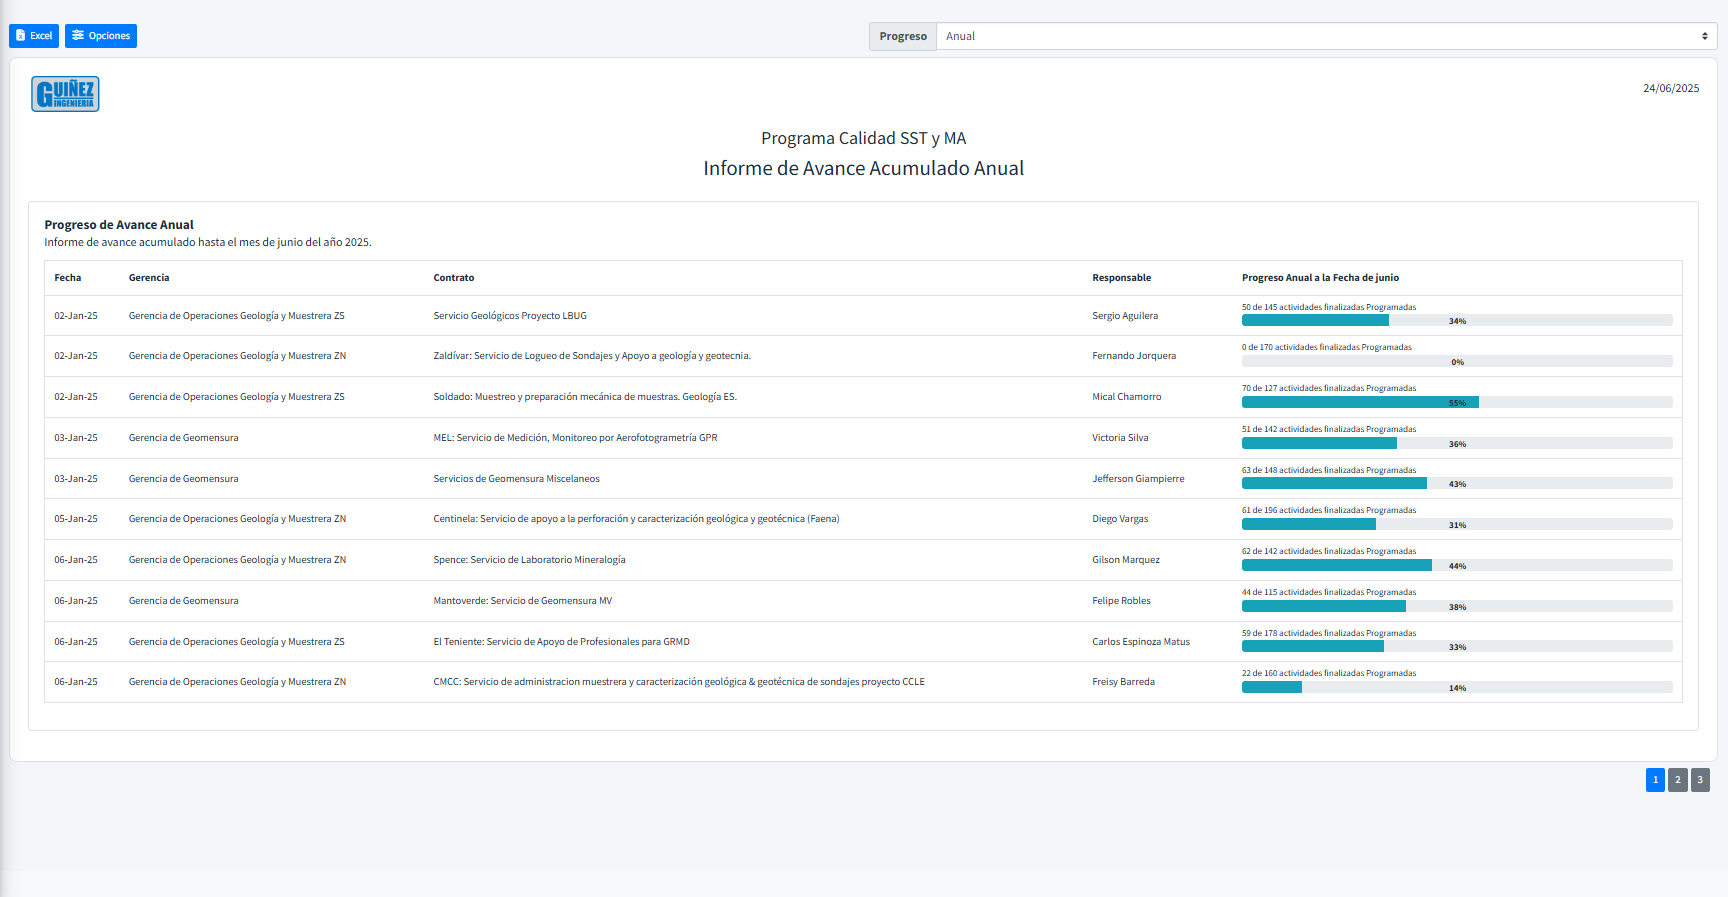 Excel Opciones Progreso Anual
GUIÑEZ
INGENIERIA
24/06/2025
Programa Calidad SST y MA
Informe de Avance Acumulado Anual
Progreso de Avance Anual
Informe de avance acumulado hasta el mes de junio del año 2025.
Fecha Gerencia Contrato Responsable Progreso Anual a la Fecha de junio
50 de 145 actividades finalizadas Programadas
02-Jan-25 Gerencia de Operaciones Geología y Muestrera ZS Servicio Geológicos Proyecto LBUG Sergio Aguilera
34%
0 de 170 actividades finalizadas Programadas
02-Jan-25 Gerencia de Operaciones Geología y Muestrera ZN Zaldívar: Servicio de Logueo de Sondajes y Apoyo a geología y geotecnia. Fernando Jorquera
0%
70 de 127 actividades finalizadas Programadas
02-Jan-25 Gerencia de Operaciones Geología y Muestrera ZS Soldado: Muestreo y preparación mecánica de muestras. Geología ES. Mical Chamorro
55%
51 de 142 actividades finalizadas Programadas
03-Jan-25 Gerencia de Geomensura MEL: Servicio de Medición, Monitoreo por Aerofotogrametría GPR Victoria Silva
36%
63 de 148 actividades finalizadas Programadas
03-Jan-25 Gerencia de Geomensura Servicios de Geomensura Miscelaneos Jefferson Giampierre
43%
61 de 196 actividades finalizadas Programadas
05-Jan-25 Gerencia de Operaciones Geología y Muestrera ZN Centinela: Servicio de apoyo a la perforación y caracterización geológica y geotécnica (Faena) Diego Vargas
31%
62 de 142 actividades finalizadas Programadas
06-Jan-25 Gerencia de Operaciones Geología y Muestrera ZN Spence: Servicio de Laboratorio Mineralogía Gilson Marquez
44%
44 de 115 actividades finalizadas Programadas
06-Jan-25 Gerencia de Geomensura Mantoverde: Servicio de Geomensura MV Felipe Robles
38%
59 de 178 actividades finalizadas Programadas
06-Jan-25 Gerencia de Operaciones Geología y Muestrera ZS El Teniente: Servicio de Apoyo de Profesionales para GRMD Carlos Espinoza Matus
33%
22 de 160 actividades finalizadas Programadas
06-Jan-25 Gerencia de Operaciones Geología y Muestrera ZN CMCC: Servicio de administracion muestrera y caracterización geológica & geotécnica de sondajes proyecto CCLE Freisy Barreda
14%
1 2 3